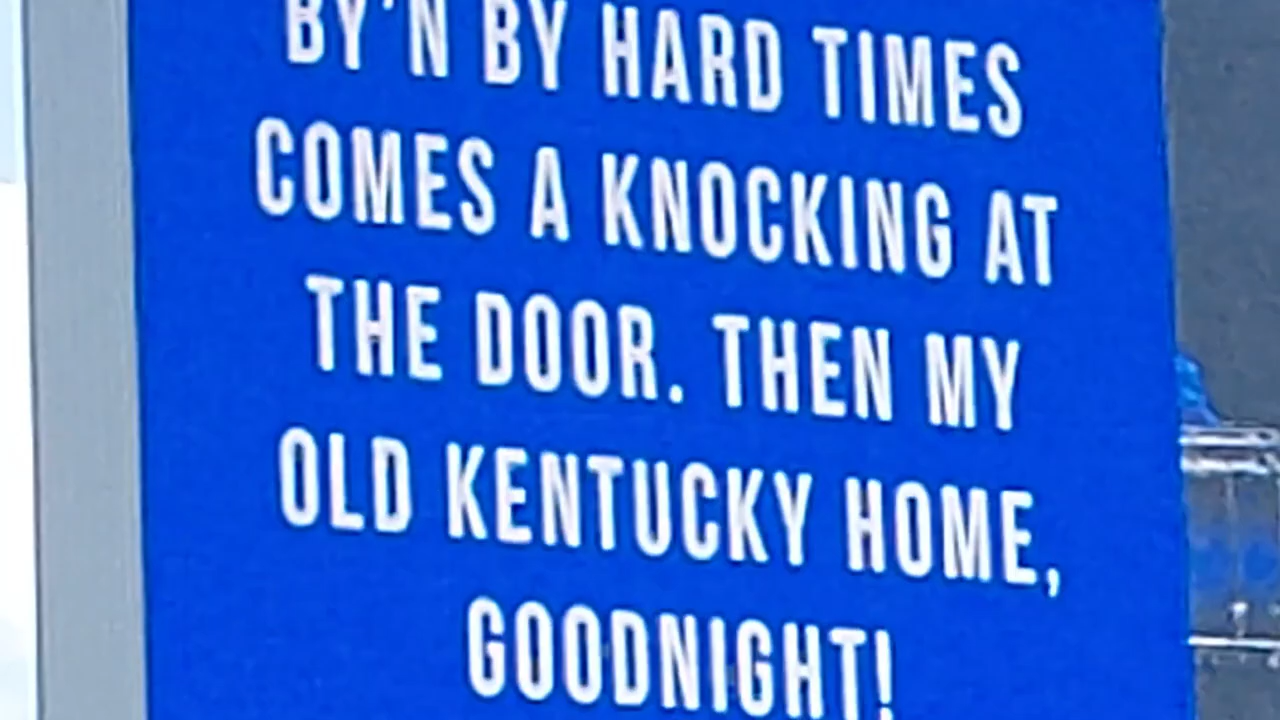 BY'N BY HARD TIMES
COMES A KNOCKING AT
THE DOOR. THEN MY
OLD KENTUCKY HOME,
GOODNIGHT!